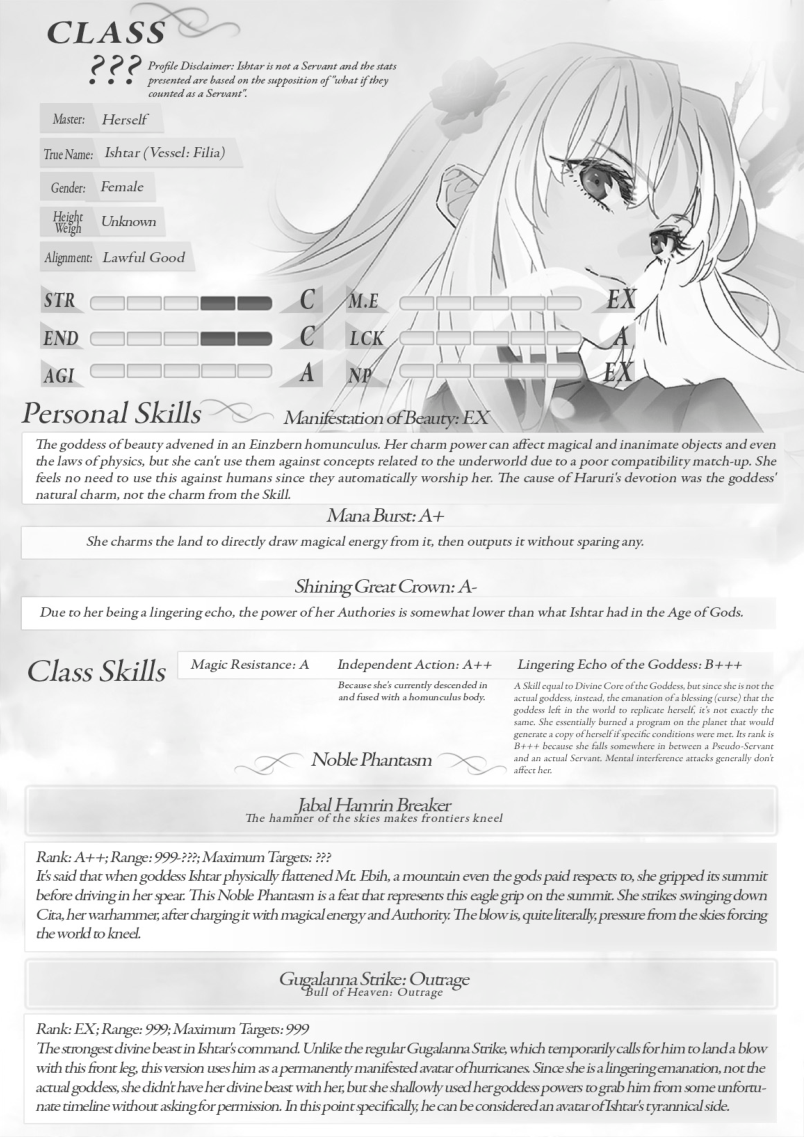 CLASS
???
Profile Disclaimer: Ishtar is not a Servant and the stats
presented are based on the supposition of "what if they
counted as a Servant".
Master: Herself
True Name: Ishtar (Vessel: Filia)
Gender: Female
Height
Weigh
Unknown
Alignment: Lawful Good
STR C M.E EX
END C LCK A
AGI A NP EX
Personal Skills
Manifestation of Beauty: EX
The goddess of beauty advened in an Einzbern homunculus. Her charm power can affect magical and inanimate objects and even
the laws of physics, but she can't use them against concepts related to the underworld due to a poor compatibility match-up. She
feels no need to use this against humans since they automatically worship her. The cause of Haruri's devotion was the goddess'
natural charm, not the charm from the Skill.
Mana Burst: A+
She charms the land to directly draw magical energy from it, then outputs it without sparing any.
Shining Great Crown: A-
Due to her being a lingering echo, the power of her Authories is somewhat lower than what Ishtar had in the Age of Gods.
Class Skills
Magic Resistance: A
Independent Action: A++
Because she's currently descended in
and fused with a homunculus body.
Lingering Echo of the Goddess: B+++
A Skill equal to Divine Core of the Goddess, but since she is not the
actual goddess, instead, the emanation of a blessing (curse) that the
goddess left in the world to replicate herself, it's not exactly the
same. She essentially burned a program on the planet that would
generate a copy of herself if specific conditions were met. Its rank is
B+++ because she falls somewhere in between a Pseudo-Servant
and an actual Servant. Mental interference attacks generally don't
affect her.
Noble Phantasm
Jabal Hamrin Breaker
The hammer of the skies makes frontiers kneel
Rank: A++; Range: 999-???; Maximum Targets: ???
It's said that when goddess Ishtar physically flattened Mt. Ebih, a mountain even the gods paid respects to, she gripped its summit
before driving in her spear. This Noble Phantasm is a feat that represents this eagle grip on the summit. She strikes swinging down
Cita, her warhammer, after charging it with magical energy and Authority. The blow is, quite literally, pressure from the skies forcing
the world to kneel.
Gugalanna Strike: Outrage
Bull of Heaven: Outrage
Rank: EX; Range: 999; Maximum Targets: 999
The strongest divine beast in Ishtar's command. Unlike the regular Gugalanna Strike, which temporarily calls for him to land a blow
with this front leg, this version uses him as a permanently manifested avatar of hurricanes. Since she is a lingering emanation, not the
actual goddess, she didn't have her divine beast with her, but she shallowly used her goddess powers to grab him from some unfortu-
nate timeline without asking for permission. In this point specifically, he can be considered an avatar of Ishtar's tyrannical side.